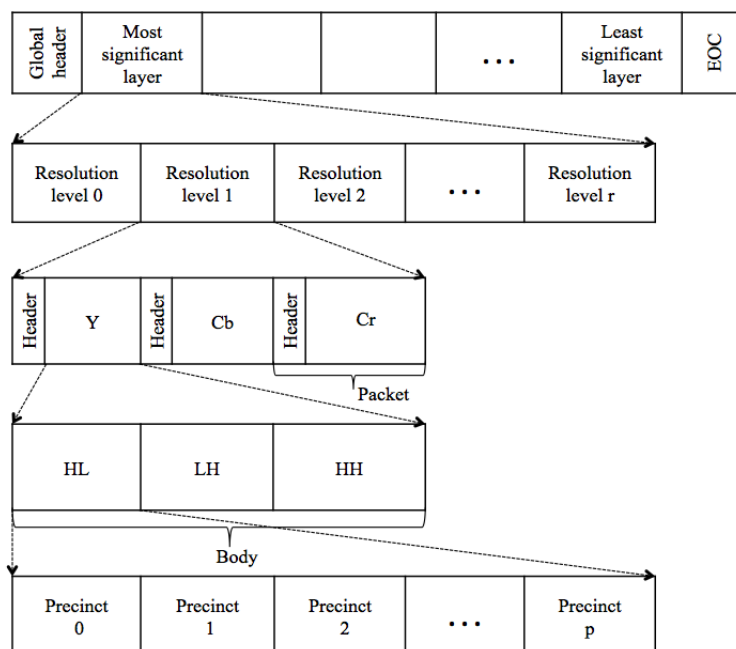 Global
header
Most
significant
layer
...
Least
significant
layer
EOC
Resolution
level 0
Resolution
level 1
Resolution
level 2
...
Resolution
level r
Header
Y
Header
Cb
Header
Cr
Packet
HL
LH
HH
Body
Precinct
0
Precinct
1
Precinct
2
...
Precinct
p